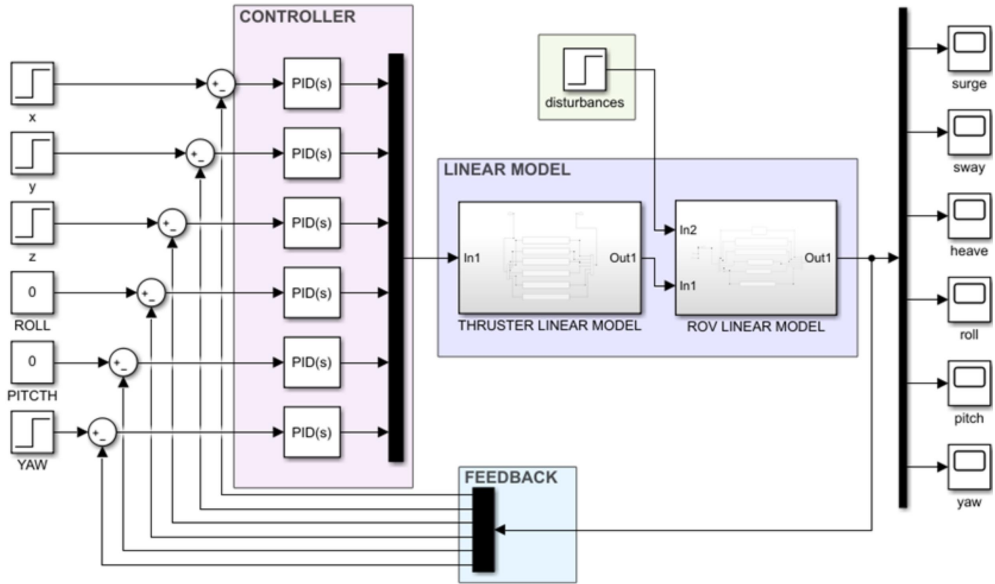 CONTROLLER
x
+
-
PID(s)
y
+
-
PID(s)
z
+
-
PID(s)
0
ROLL
+
-
PID(s)
0
PITCTH
+
-
PID(s)
YAW
+
-
PID(s)
disturbances
LINEAR MODEL
In1
Out1
THRUSTER LINEAR MODEL
In2
In1
Out1
ROV LINEAR MODEL
FEEDBACK
surge
sway
heave
roll
pitch
yaw